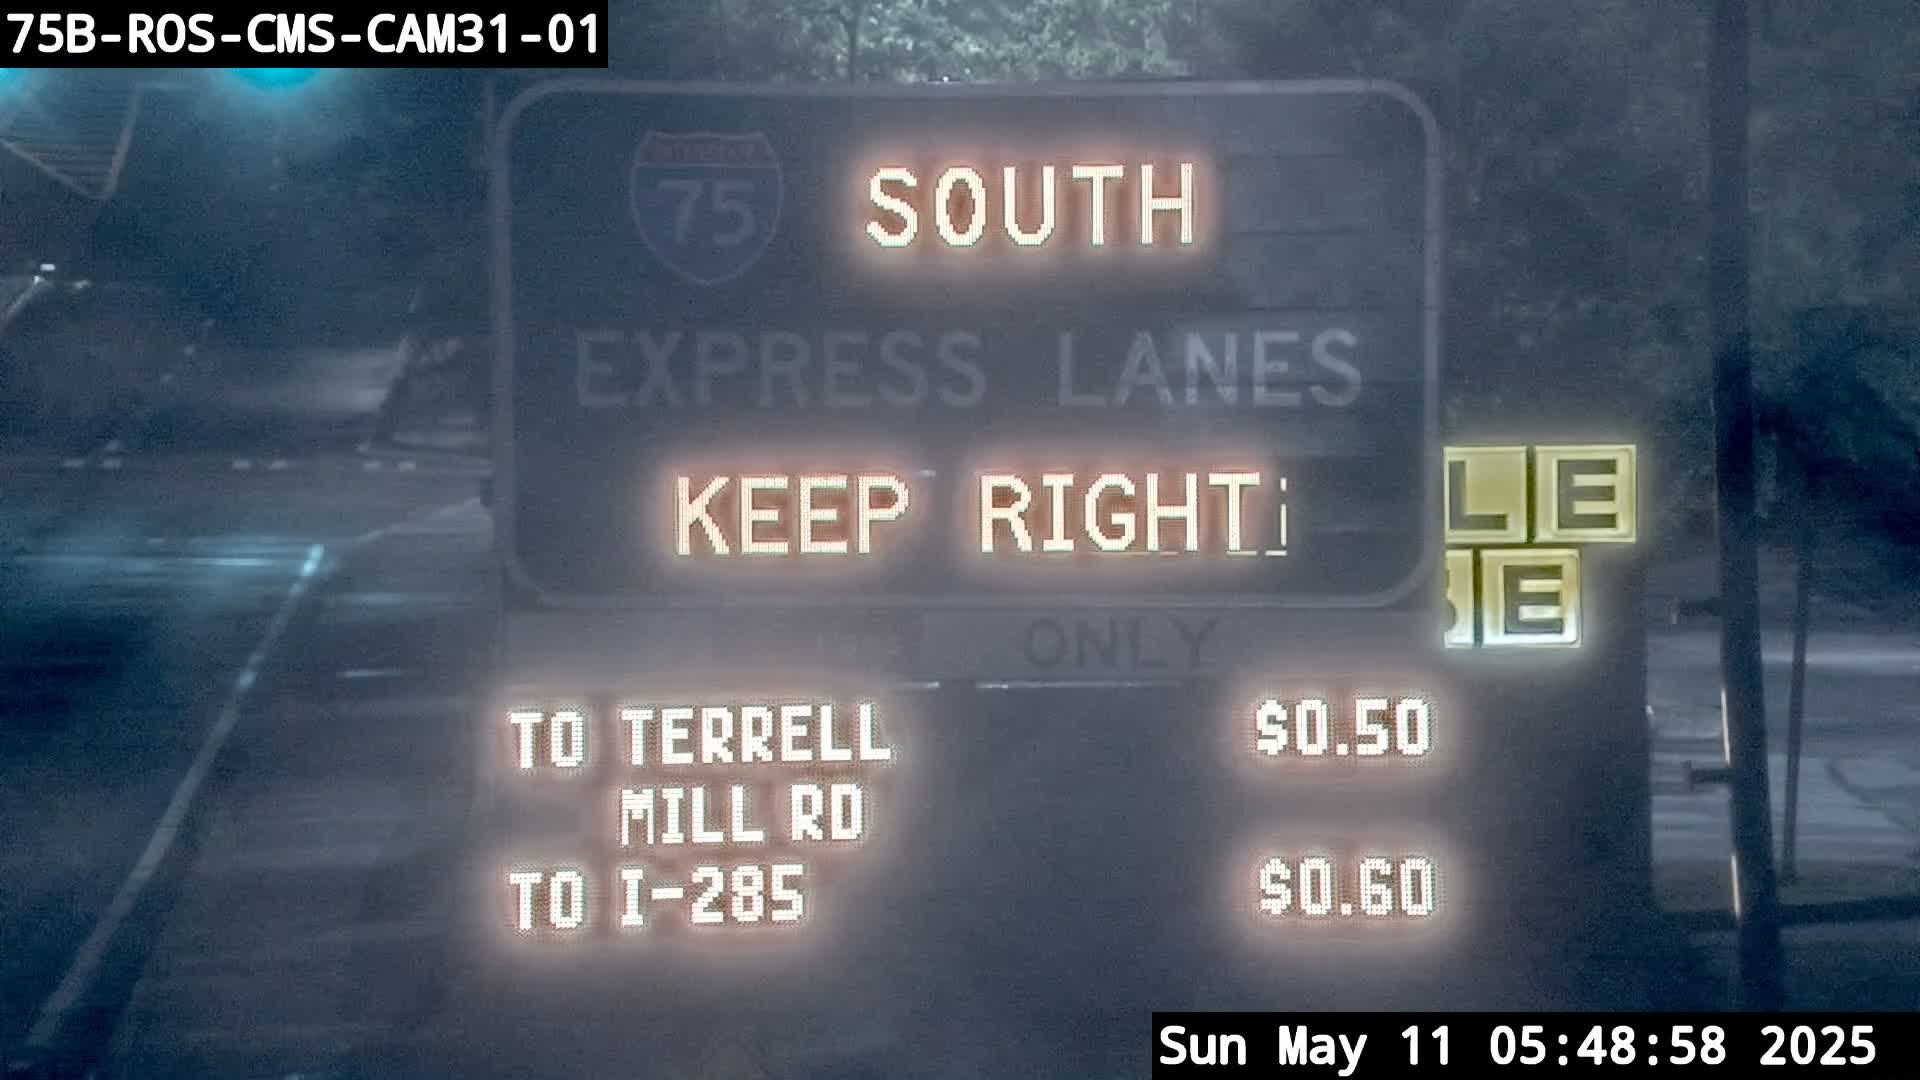 75B-ROS-CMS-CAM31-01
75 SOUTH
EXPRESS LANES
KEEP RIGHT
LE
E
ONLY
TO TERRELL $0.50
MILL RD
TO I-285 $0.60
Sun May 11 05:48:58 2025